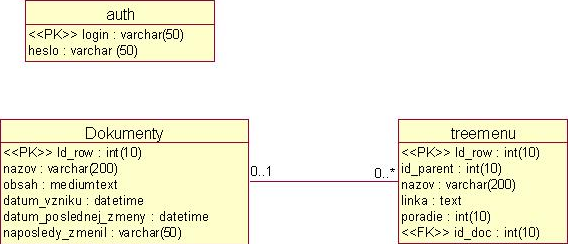 auth
<<PK>> login : varchar(50)
heslo : varchar (50)
Dokumenty
<<PK>> Id_row : int(10)
nazov : varchar(200)
obsah : mediumtext
datum_vzniku : datetime
datum_poslednej_zmeny : datetime
naposledy_zmenil : varchar(50)
0..1
0..*
treemenu
<<PK>> Id_row : int(10)
id_parent : int(10)
nazov : varchar(200)
linka : text
poradie : int(10)
<<FK>> id_doc : int(10)